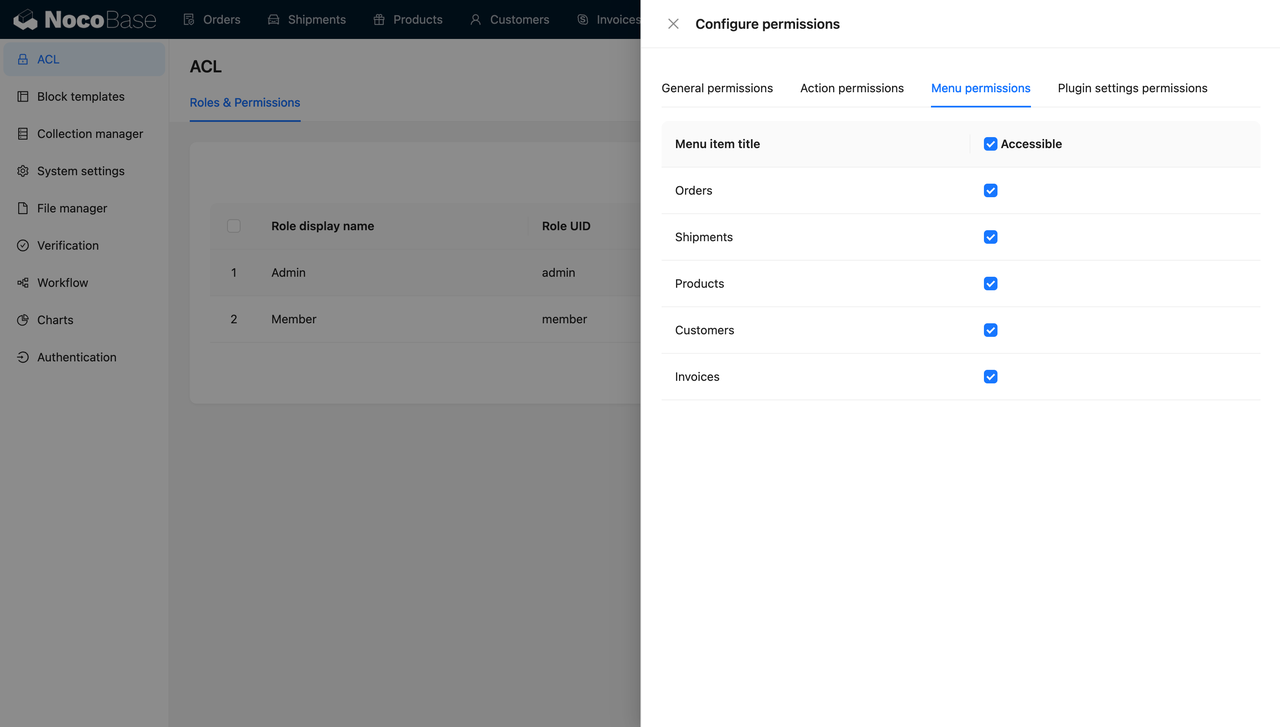 NocoBase
Orders
Shipments
Products
Customers
Invoices
ACL
Block templates
Collection manager
System settings
File manager
Verification
Workflow
Charts
Authentication
ACL
Roles & Permissions
Role display name Role UID
1 Admin admin
2 Member member
Configure permissions
General permissions Action permissions Menu permissions Plugin settings permissions
Menu item title Accessible
Orders
Shipments
Products
Customers
Invoices